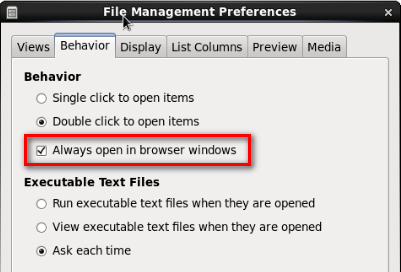 File Management Preferences
Views Behavior Display List Columns Preview Media
Behavior
Single click to open items
Double click to open items
Always open in browser windows
Executable Text Files
Run executable text files when they are opened
View executable text files when they are opened
Ask each time